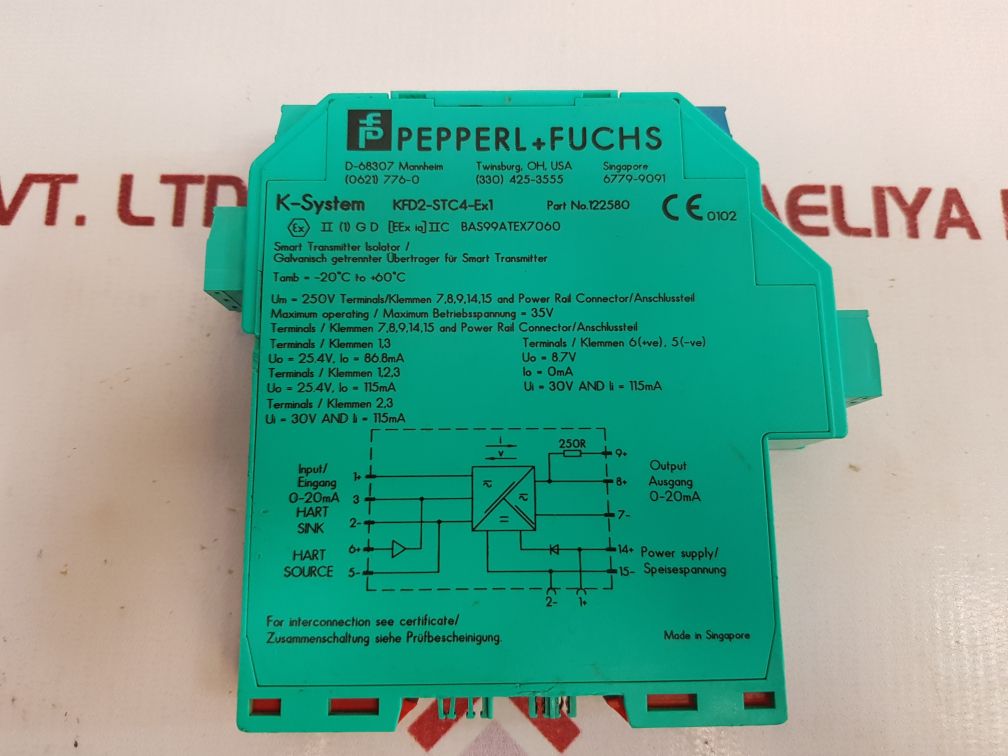 VT. LTD
AELIYA
PEPPERL+FUCHS
D-68307 Mannheim Twinsburg, OH, USA Singapore
(0621) 776-0 (330) 425-3555 6779-9091
K-System KFD2-STC4-Ex1 Part No.122580 CE 0102
Ex II (1) G D [EEx ia]IIC BAS99ATEX7060
Smart Transmitter Isolator /
Galvanisch getrennter Übertrager für Smart Transmitter
Tamb = -20°C to +60°C
Um = 250V Terminals/Klemmen 7,8,9,14,15 and Power Rail Connector/Anschlussteil
Maximum operating / Maximum Betriebsspannung = 35V
Terminals / Klemmen 7,8,9,14,15 and Power Rail Connector/Anschlussteil
Terminals / Klemmen 1,3
Uo = 25.4V, Io = 86.8mA
Terminals / Klemmen 1,2,3
Uo = 25.4V, Io = 115mA
Terminals / Klemmen 2,3
Ui = 30V AND Ii = 115mA
Terminals / Klemmen 6(+ve), 5(-ve)
Uo = 8.7V
Io = 0mA
Ui = 30V AND Ii = 115mA
Input/
Eingang
0-20mA
HART
SINK
HART
SOURCE
1+
3
2-
6+
5-
i
v
250R
9+
8+
7-
14+
15-
2- 1+
Output
Ausgang
0-20mA
Power supply/
Speisespannung
For interconnection see certificate/
Zusammenschaltung siehe Prüfbescheinigung.
Made in Singapore